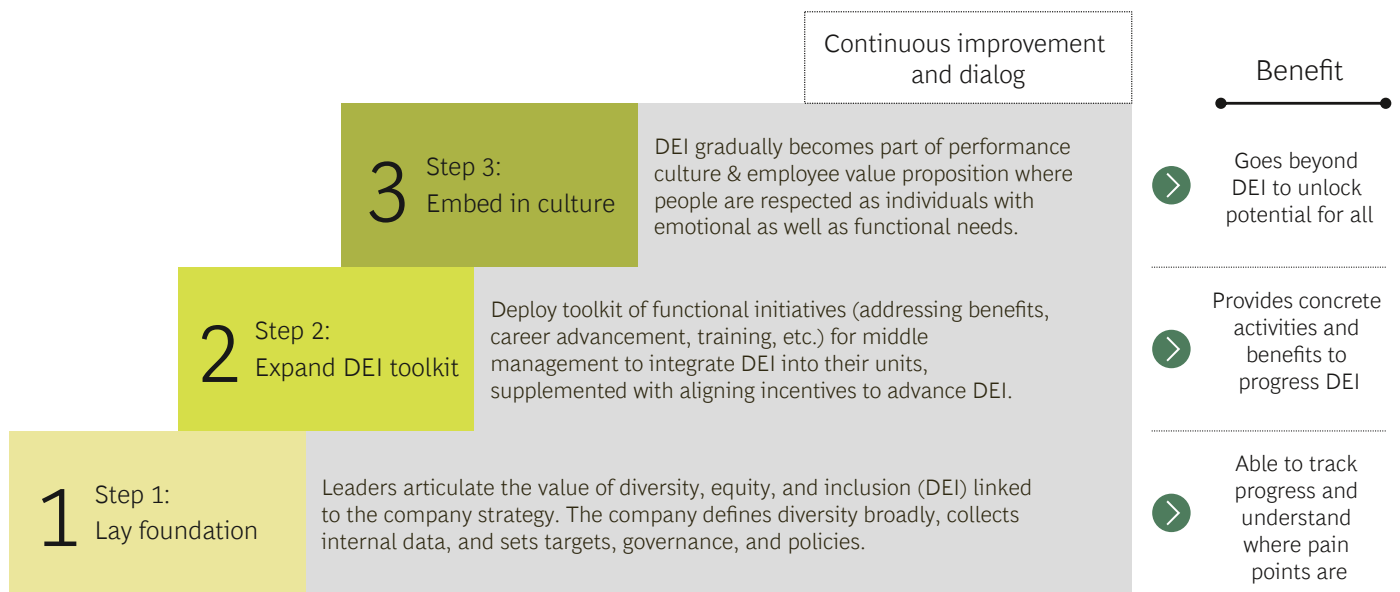 Continuous improvement
and dialog
Benefit
3
Step 3:
Embed in culture
DEI gradually becomes part of performance
culture & employee value proposition where
people are respected as individuals with
emotional as well as functional needs.
Goes beyond
DEI to unlock
potential for all
2
Step 2:
Expand DEI toolkit
Deploy toolkit of functional initiatives (addressing benefits,
career advancement, training, etc.) for middle
management to integrate DEI into their units,
supplemented with aligning incentives to advance DEI.
Provides concrete
activities and
benefits to
progress DEI
1
Step 1:
Lay foundation
Leaders articulate the value of diversity, equity, and inclusion (DEI) linked
to the company strategy. The company defines diversity broadly, collects
internal data, and sets targets, governance, and policies.
Able to track
progress and
understand
where pain
points are